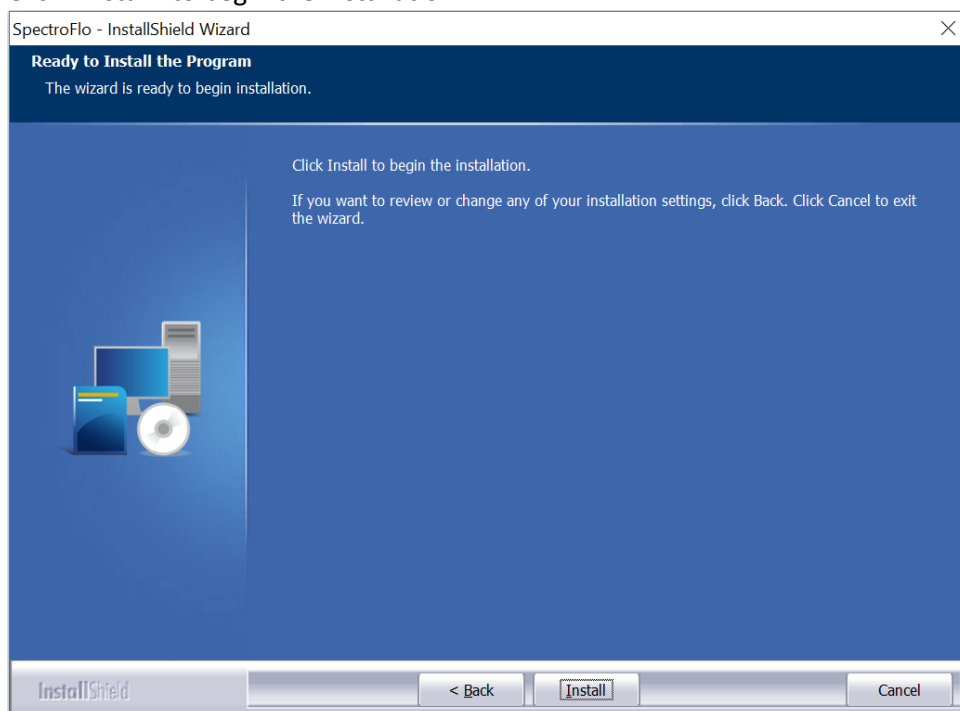 SpectroFlo - InstallShield Wizard
Ready to Install the Program
The wizard is ready to begin installation.
Click Install to begin the installation.
If you want to review or change any of your installation settings, click Back. Click Cancel to exit
the wizard.
InstallShield
< Back
Install
Cancel